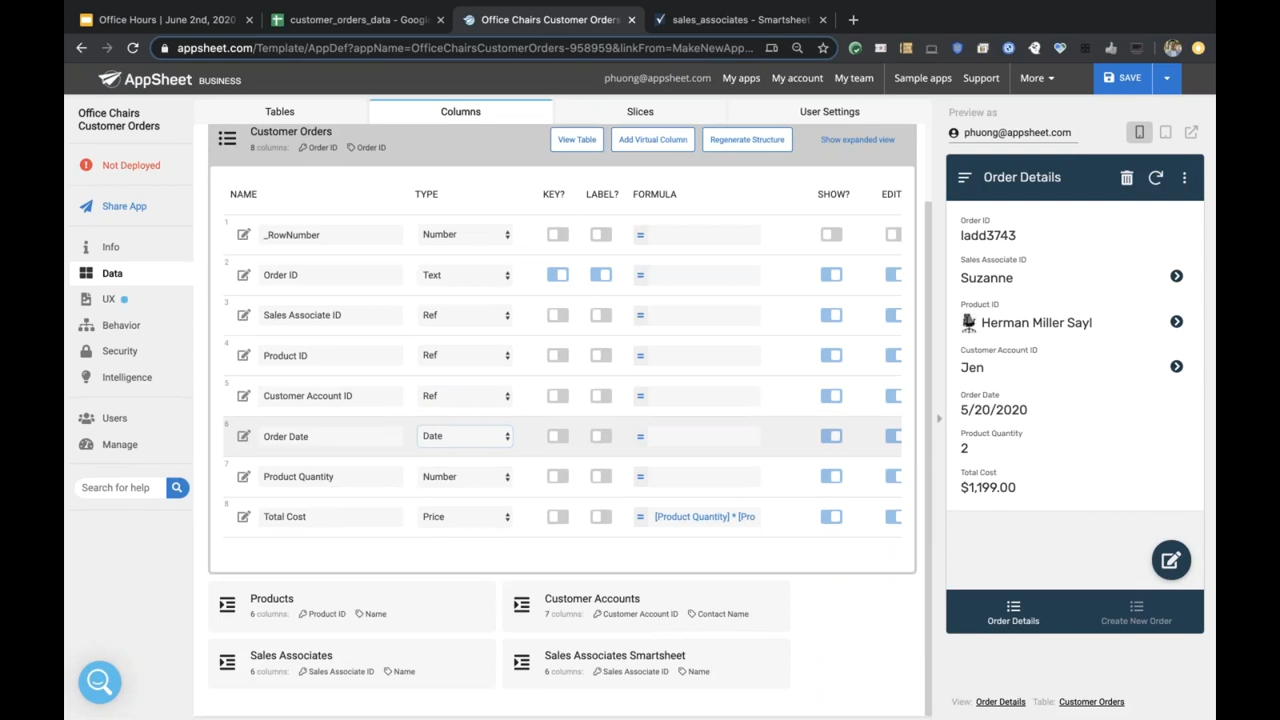 Office Hours | June 2nd, 2020
customer_orders_data - Google
Office Chairs Customer Orders
sales_associates - Smartsheet
appsheet.com/Template/AppDef?appName=OfficeChairsCustomerOrders-958959&linkFrom=MakeNewApp...
AppSheet BUSINESS
phuong@appsheet.com
My apps
My account
My team
Sample apps
Support
More
SAVE
Office Chairs
Customer Orders
Not Deployed
Share App
Info
Data
UX
Behavior
Security
Intelligence
Users
Manage
Search for help
Tables
Columns
Slices
User Settings
Customer Orders
8 columns: Order ID Order ID
View Table
Add Virtual Column
Regenerate Structure
Show expanded view
NAME TYPE KEY? LABEL? FORMULA SHOW? EDIT
1 _RowNumber Number =
2 Order ID Text =
3 Sales Associate ID Ref =
4 Product ID Ref =
5 Customer Account ID Ref =
6 Order Date Date =
7 Product Quantity Number =
8 Total Cost Price = [Product Quantity] * [Pro
Products
6 columns: Product ID Name
Customer Accounts
7 columns: Customer Account ID Contact Name
Sales Associates
6 columns: Sales Associate ID Name
Sales Associates Smartsheet
6 columns: Sales Associate ID Name
Preview as
phuong@appsheet.com
Order Details
Order ID
ladd3743
Sales Associate ID
Suzanne
Product ID
Herman Miller Sayl
Customer Account ID
Jen
Order Date
5/20/2020
Product Quantity
2
Total Cost
$1,199.00
Order Details
Create New Order
View: Order Details Table: Customer Orders